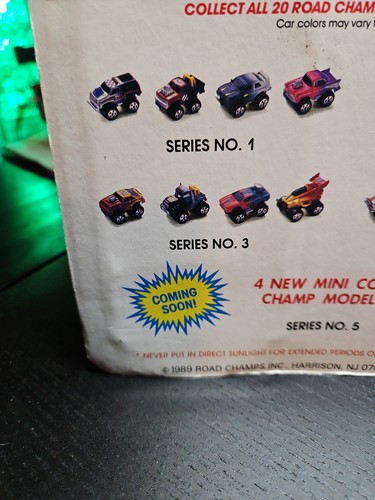 COLLECT ALL 20 ROAD CHAM
Car colors may vary
SERIES NO. 1
SERIES NO. 3
COMING
SOON!
4 NEW MINI CO
CHAMP MODEL
SERIES NO. 5
NEVER PUT IN DIRECT SUNLIGHT FOR EXTENDED PERIODS O
© 1989 ROAD CHAMPS INC., HARRISON, NJ 070